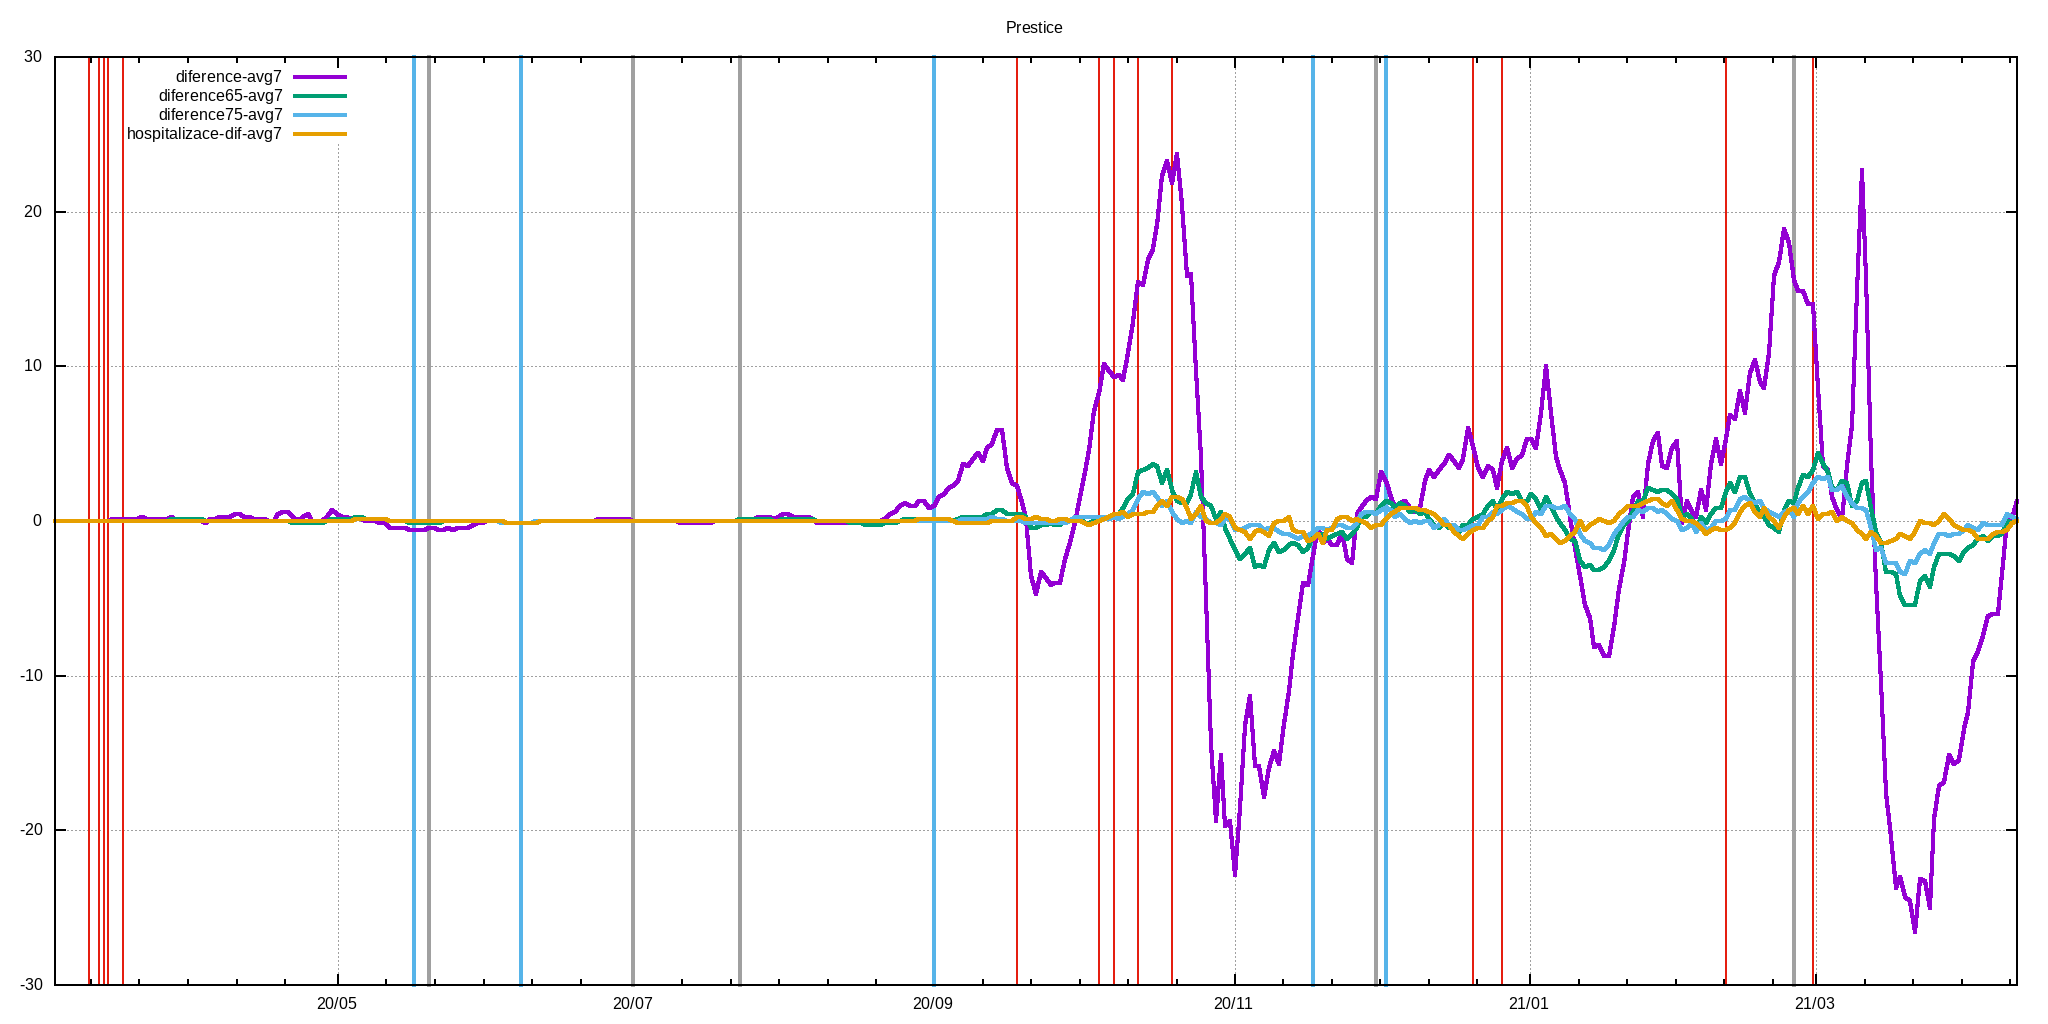 Prestice
30
20
10
0
-10
-20
-30
diference-avg7
diference65-avg7
diference75-avg7
hospitalizace-dif-avg7
20/05
20/07
20/09
20/11
21/01
21/03